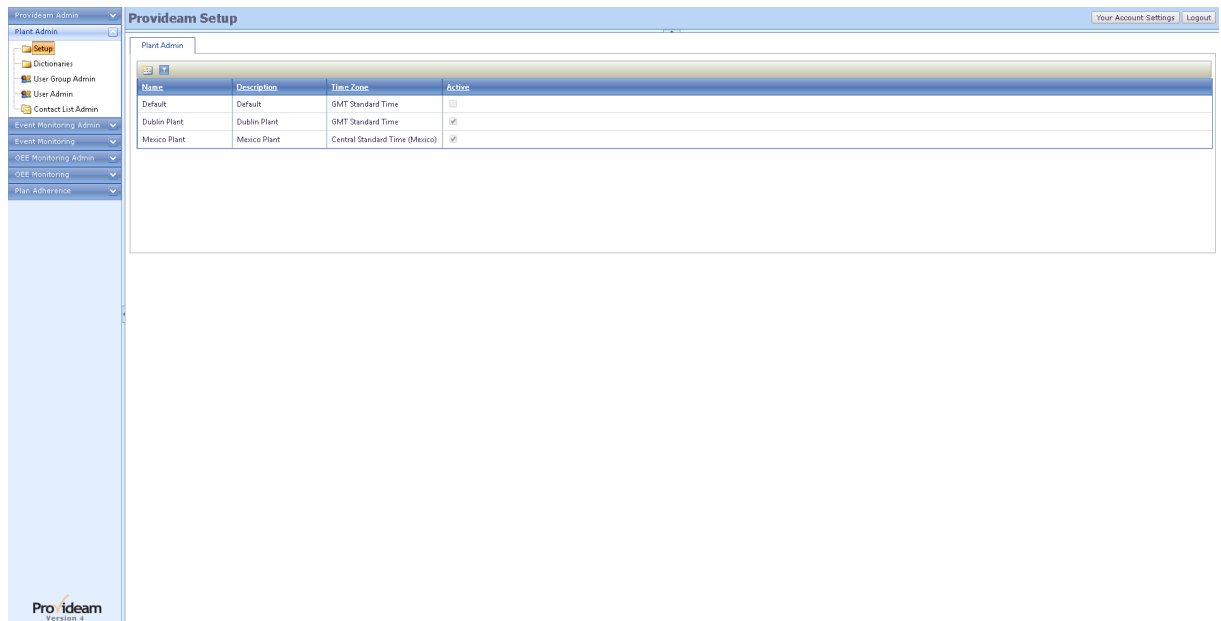 Provideam Admin
Provideam Setup
Your Account Settings
Logout
Plant Admin
Setup
Dictionaries
User Group Admin
User Admin
Contact List Admin
Event Monitoring Admin
Event Monitoring
OEE Monitoring Admin
OEE Monitoring
Plan Adherence
Plant Admin
Name Description Time Zone Active
Default Default GMT Standard Time
Dublin Plant Dublin Plant GMT Standard Time
Mexico Plant Mexico Plant Central Standard Time (Mexico)
Provideam
Version 4